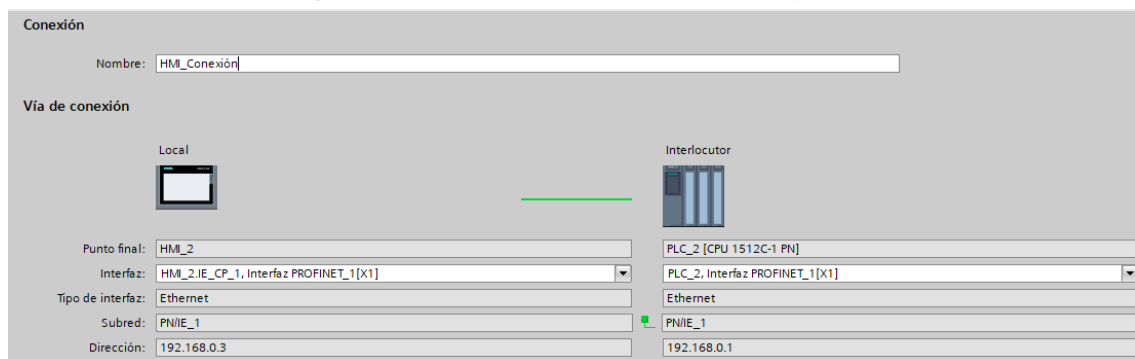 Conexión
Nombre: HMI_Conexión
Vía de conexión
Local Interlocutor
Punto final: HMI_2 PLC_2 [CPU 1512C-1 PN]
Interfaz: HMI_2.IE_CP_1, Interfaz PROFINET_1[X1] PLC_2, Interfaz PROFINET_1[X1]
Tipo de interfaz: Ethernet Ethernet
Subred: PN/IE_1 PN/IE_1
Dirección: 192.168.0.3 192.168.0.1